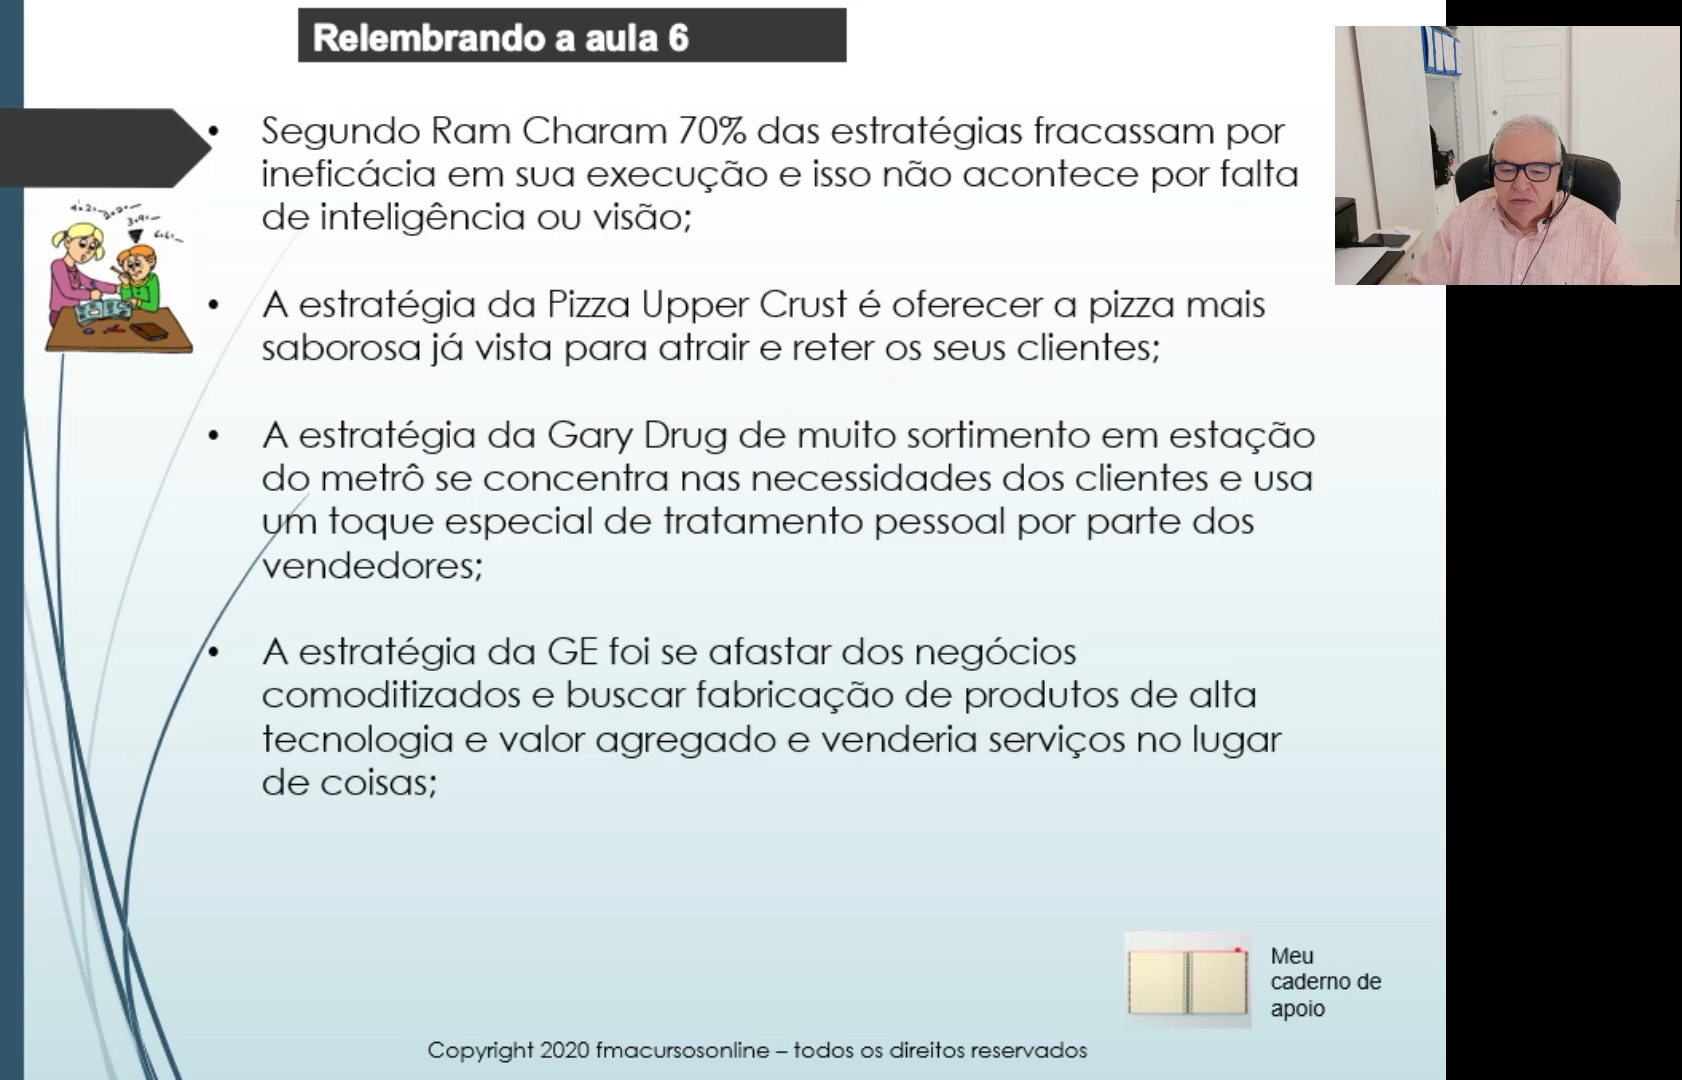 Relembrando a aula 6
• Segundo Ram Charam 70% das estratégias fracassam por
ineficácia em sua execução e isso não acontece por falta
de inteligência ou visão;
• A estratégia da Pizza Upper Crust é oferecer a pizza mais
saborosa já vista para atrair e reter os seus clientes;
• A estratégia da Gary Drug de muito sortimento em estação
do metrô se concentra nas necessidades dos clientes e usa
um toque especial de tratamento pessoal por parte dos
vendedores;
• A estratégia da GE foi se afastar dos negócios
comoditizados e buscar fabricação de produtos de alta
tecnologia e valor agregado e venderia serviços no lugar
de coisas;
Meu
caderno de
apoio
Copyright 2020 fmacursosonline – todos os direitos reservados